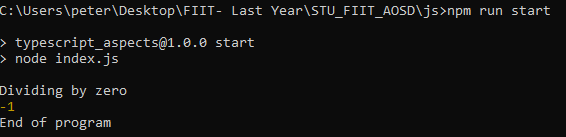 C:\Users\peter\Desktop\FIIT- Last Year\STU_FIIT_AOSD\js>npm run start
> typescript_aspects@1.0.0 start
> node index.js
Dividing by zero
-1
End of program